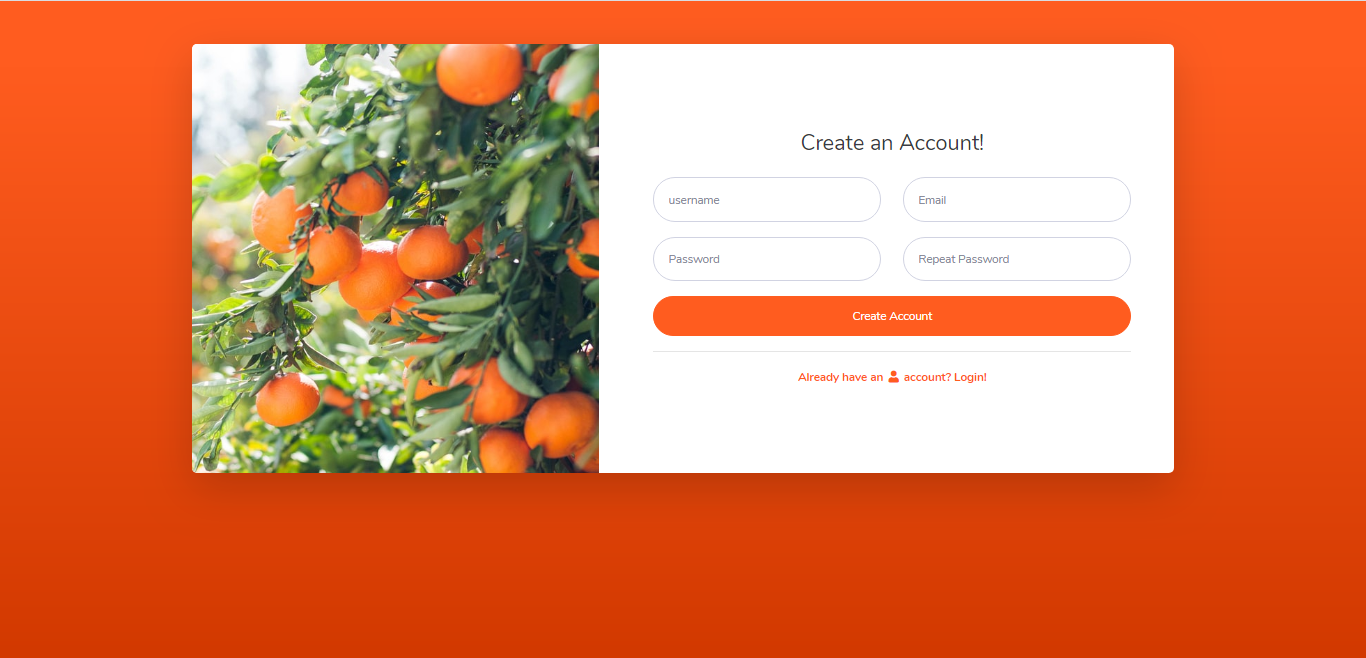 Create an Account!
username
Email
Password
Repeat Password
Create Account
Already have an account? Login!